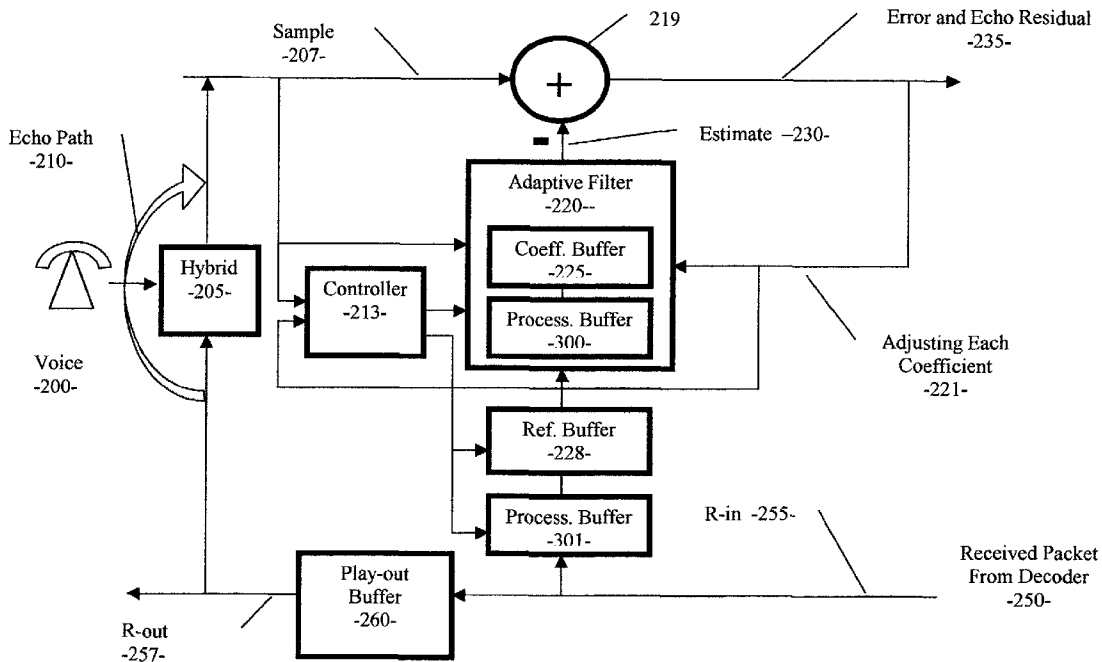 Sample
-207-
219
Error and Echo Residual
-235-
+
Echo Path
-210-
-
Estimate -230-
Adaptive Filter
-220--
Coeff. Buffer
-225-
Process. Buffer
-300-
Hybrid
-205-
Controller
-213-
Voice
-200-
Adjusting Each
Coefficient
-221-
Ref. Buffer
-228-
Process. Buffer
-301-
R-in -255-
Received Packet
From Decoder
-250-
Play-out
Buffer
-260-
R-out
-257-